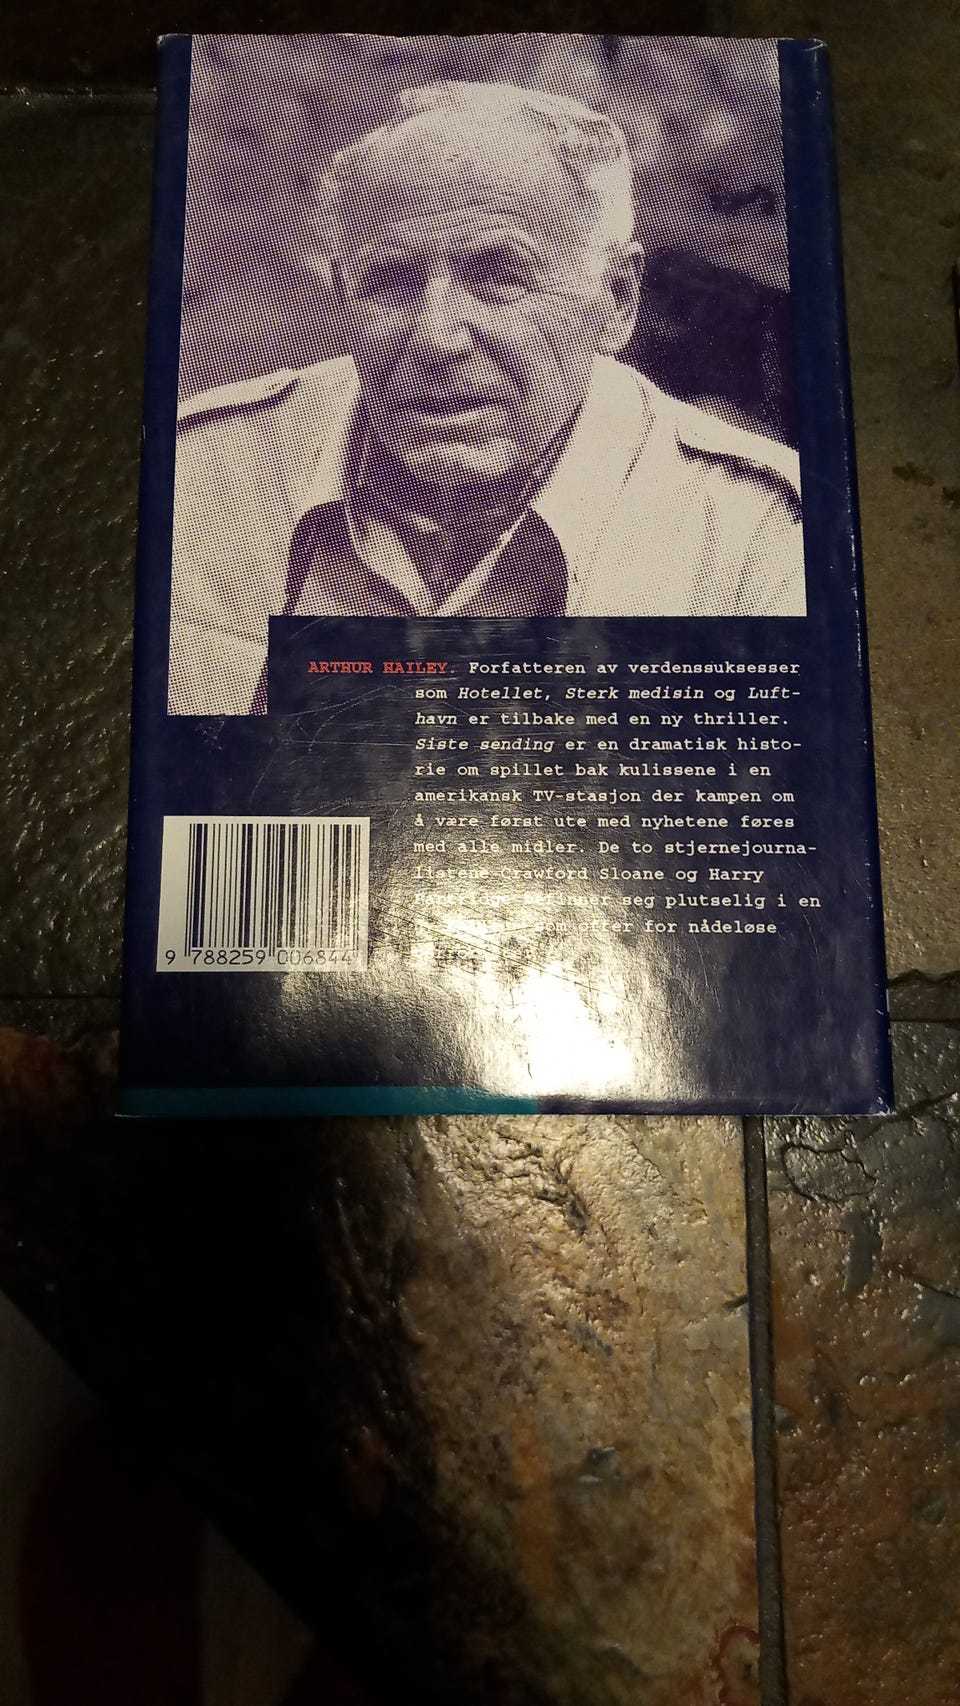 ARTHUR HAILEY. Forfatteren av verdenssuksesser
som Hotellet, Sterk medisin og Luft-
havn er tilbake med en ny thriller.
Siste sending er en dramatisk histo-
rie om spillet bak kulissene i en
amerikansk TV-stasjon der kampen om
å være først ute med nyhetene føres
med alle midler. De to stjernejourna-
listene Crawford Sloane og Harry
Partridge befinner seg plutselig i en
som offer for nådeløse
9 788259 006844